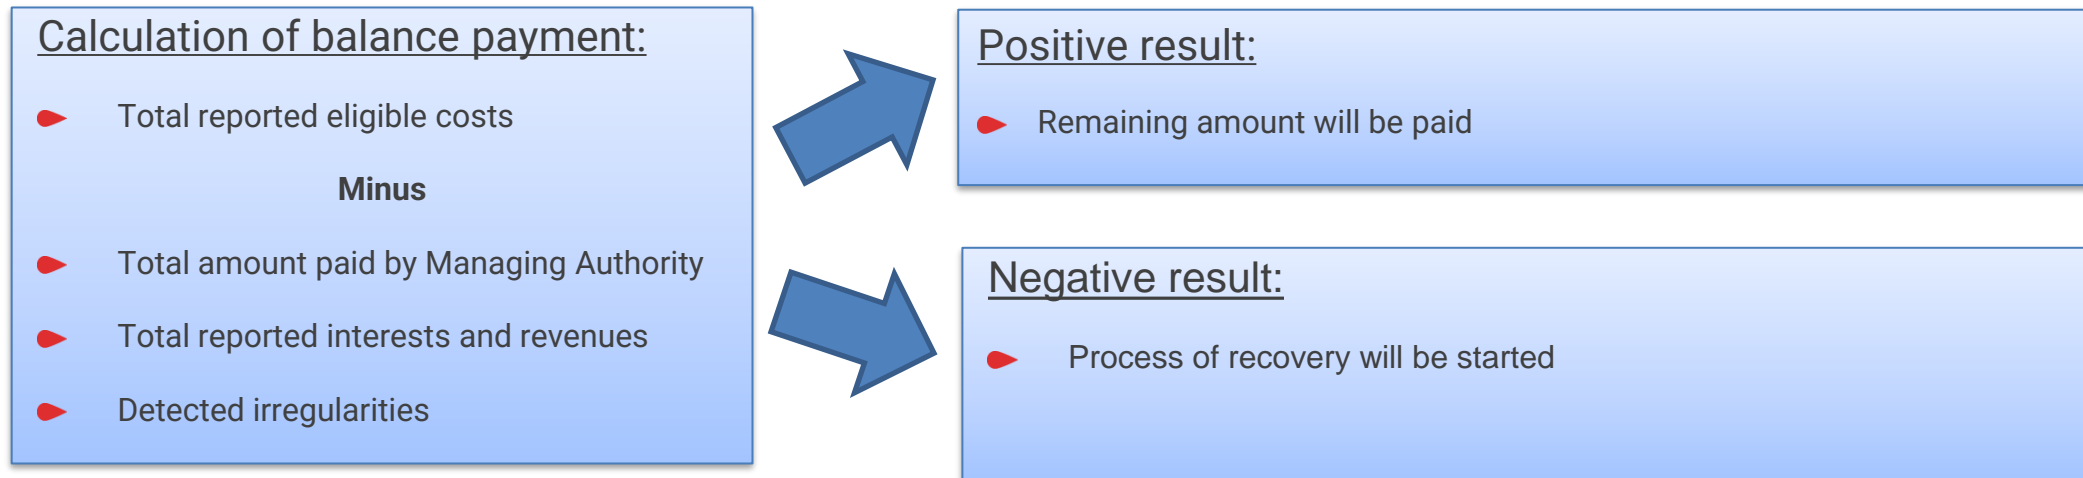 Calculation of balance payment:
Total reported eligible costs
Minus
Total amount paid by Managing Authority
Total reported interests and revenues
Detected irregularities
Positive result:
Remaining amount will be paid
Negative result:
Process of recovery will be started